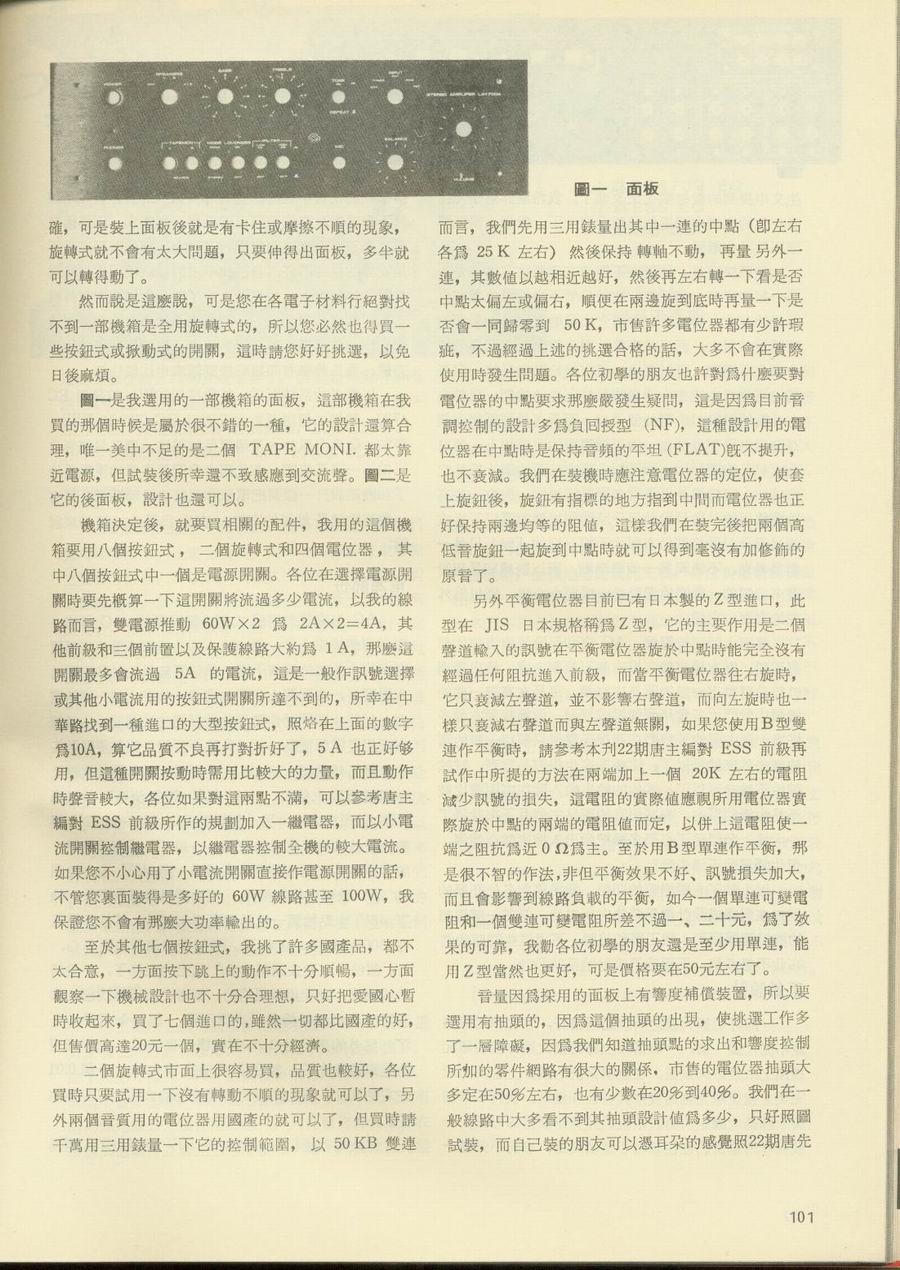 圖一　面板
確，可是裝上面板後就是有卡住或摩擦不順的現象，
旋轉式就不會有太大問題，只要伸得出面板，多半就
可以轉得動了。
然而說是這麼說，可是您在各電子材料行絕對找
不到一部機箱是全用旋轉式的，所以您必然也得買一
些按鈕式或掀動式的開關，這時請您好好挑選，以免
日後麻煩。
圖一是我選用的一部機箱的面板，這部機箱在我
買的那個時候是屬於很不錯的一種，它的設計還算合
理，唯一美中不足的是二個 TAPE MONI. 都太靠
近電源，但試裝後所幸還不致感應到交流聲。圖二是
它的後面板，設計也還可以。
機箱決定後，就要買相關的配件，我用的這個機
箱要用八個按鈕式，二個旋轉式和四個電位器，其
中八個按鈕式中一個是電源開關。各位在選擇電源開
關時要先概算一下這開關將流過多少電流，以我的線
路而言，雙電源推動 60W×2 爲 2A×2=4A，其
他前級和三個前置以及保護線路大約爲 1A，那麼這
開關最多會流過 5A 的電流，這是一般作訊號選擇
或其他小電流用的按鈕式開關所達不到的，所幸在中
華路找到一種進口的大型按鈕式，照烙在上面的數字
爲10A，算它品質不良再打對折好了，5A 也正好够
用，但這種開關按動時需用比較大的力量，而且動作
時聲音較大，各位如果對這兩點不滿，可以參考唐主
編對 ESS 前級所作的規劃加入一繼電器，而以小電
流開關控制繼電器，以繼電器控制全機的較大電流。
如果您不小心用了小電流開關直接作電源開關的話，
不管您裏面裝得是多好的 60W 線路甚至 100W，我
保證您不會有那麼大功率輸出的。
至於其他七個按鈕式，我挑了許多國產品，都不
太合意，一方面按下跳上的動作不十分順暢，一方面
觀察一下機械設計也不十分合理想，只好把愛國心暫
時收起來，買了七個進口的，雖然一切都比國產的好，
但售價高達20元一個，實在不十分經濟。
二個旋轉式市面上很容易買，品質也較好，各位
買時只要試用一下沒有轉動不順的現象就可以了，另
外兩個音質用的電位器用國產的就可以了，但買時請
千萬用三用錶量一下它的控制範圍，以 50KB 雙連
而言，我們先用三用錶量出其中一連的中點（卽左右
各爲 25K 左右）然後保持轉軸不動，再量另外一
連，其數値以越相近越好，然後再左右轉一下看是否
中點太偏左或偏右，順便在兩邊旋到底時再量一下是
否會一同歸零到 50K，市售許多電位器都有少許瑕
疵，不過經過上述的挑選合格的話，大多不會在實際
使用時發生問題。各位初學的朋友也許對爲什麼要對
電位器的中點要求那麼嚴發生疑問，這是因爲目前音
調控制的設計多爲負囘授型（NF），這種設計用的電
位器在中點時是保持音頻的平坦(FLAT)旣不提升，
也不衰減。我們在裝機時應注意電位器的定位，使套
上旋鈕後，旋鈕有指標的地方指到中間而電位器也正
好保持兩邊均等的阻値，這樣我們在裝完後把兩個高
低音旋鈕一起旋到中點時就可以得到毫沒有加修飾的
原音了。
另外平衡電位器目前已有日本製的Z型進口，此
型在 JIS 日本規格稱爲Z型，它的主要作用是二個
聲道輸入的訊號在平衡電位器旋於中點時能完全沒有
經過任何阻抗進入前級，而當平衡電位器往右旋時，
它只衰減左聲道，並不影響右聲道，而向左旋時也一
樣只衰減右聲道而與左聲道無關，如果您使用B型雙
連作平衡時，請參考本刋22期唐主編對 ESS 前級再
試作中所提的方法在兩端加上一個 20K 左右的電阻
減少訊號的損失，這電阻的實際値應視所用電位器實
際旋於中點的兩端的電阻値而定，以併上這電阻使一
端之阻抗爲近0Ω爲主。至於用B型單連作平衡，那
是很不智的作法，非但平衡效果不好、訊號損失加大，
而且會影響到線路負載的平衡，如今一個單連可變電
阻和一個雙連可變電阻所差不過一、二十元，爲了效
果的可靠，我勸各位初學的朋友還是至少用單連，能
用Z型當然也更好，可是價格要在50元左右了。
音量因爲採用的面板上有響度補償裝置，所以要
選用有抽頭的，因爲這個抽頭的出現，使挑選工作多
了一層障礙，因爲我們知道抽頭點的求出和響度控制
所加的零件網路有很大的關係，市售的電位器抽頭大
多定在50%左右，也有少數在20%到40%。我們在一
般線路中大多看不到其抽頭設計値爲多少，只好照圖
試裝，而自己裝的朋友可以憑耳朶的感覺照22期唐先
101